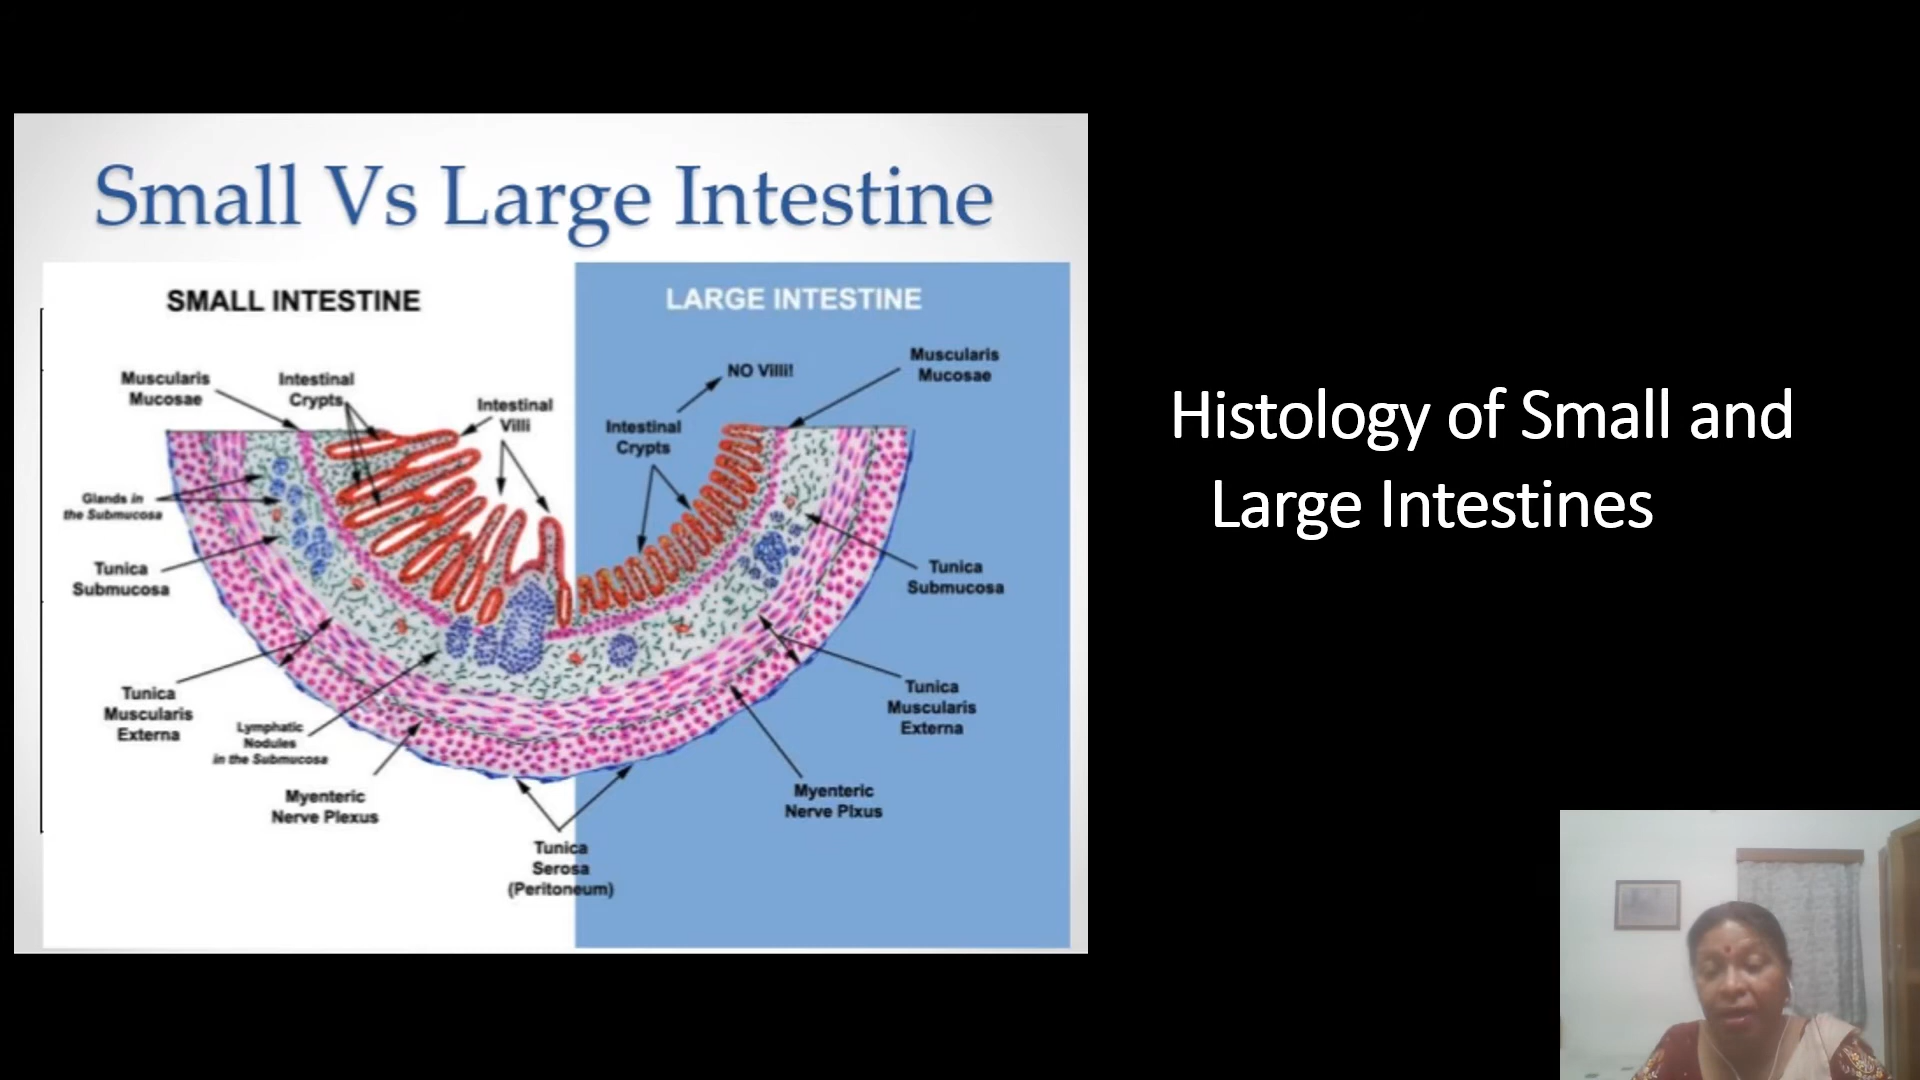 Small Vs Large Intestine
SMALL INTESTINE
LARGE INTESTINE
Muscularis
Mucosae
Intestinal
Crypts
Intestinal
Villi
Glands in
the Submucosa
Tunica
Submucosa
Tunica
Muscularis
Externa
Lymphatic
Nodules
in the Submucosa
Myenteric
Nerve Plexus
Tunica
Serosa
(Peritoneum)
NO Villi!
Intestinal
Crypts
Muscularis
Mucosae
Tunica
Submucosa
Tunica
Muscularis
Externa
Myenteric
Nerve Plxus
Histology of Small and
Large Intestines